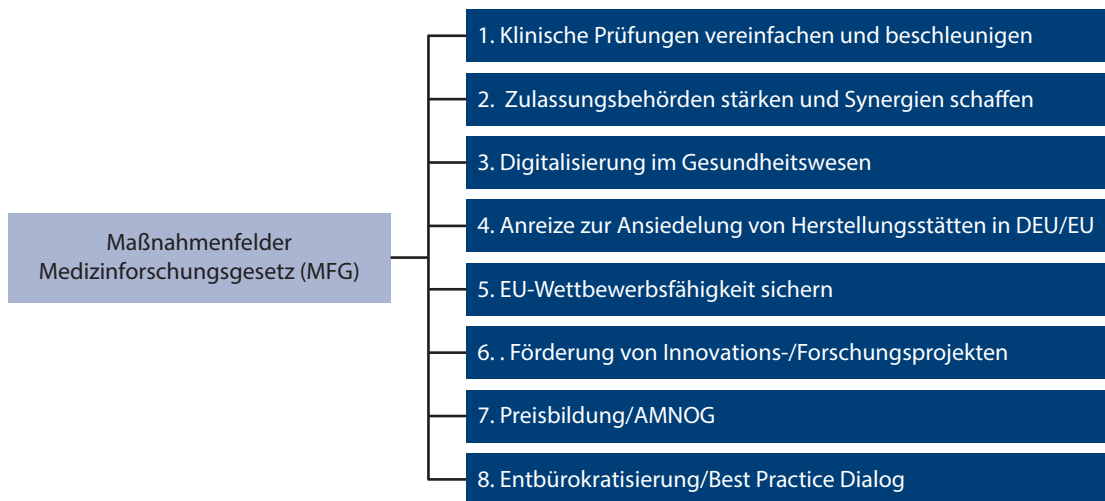 Maßnahmenfelder
Medizinforschungsgesetz (MFG)
1. Klinische Prüfungen vereinfachen und beschleunigen
2. Zulassungsbehörden stärken und Synergien schaffen
3. Digitalisierung im Gesundheitswesen
4. Anreize zur Ansiedelung von Herstellungsstätten in DEU/EU
5. EU-Wettbewerbsfähigkeit sichern
6. . Förderung von Innovations-/Forschungsprojekten
7. Preisbildung/AMNOG
8. Entbürokratisierung/Best Practice Dialog